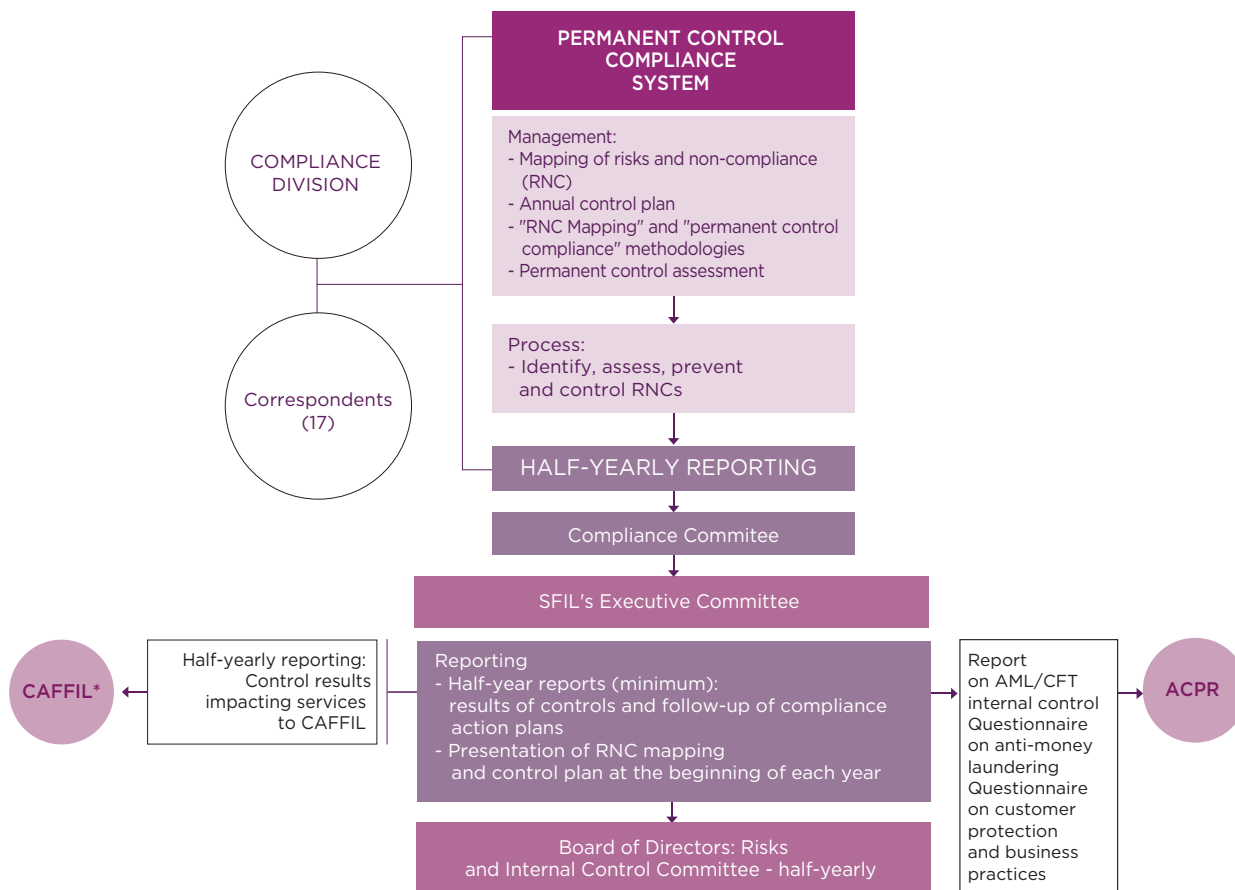 PERMANENT CONTROL
COMPLIANCE
SYSTEM
COMPLIANCE
DIVISION
Management:
- Mapping of risks and non-compliance
(RNC)
- Annual control plan
- "RNC Mapping" and "permanent control
compliance" methodologies
- Permanent control assessment
Process:
- Identify, assess, prevent
and control RNCs
Correspondents
(17)
HALF-YEARLY REPORTING
Compliance Commitee
SFIL's Executive Committee
CAFFIL*
Half-yearly reporting:
Control results
impacting services
to CAFFIL
Reporting
- Half-year reports (minimum):
results of controls and follow-up of compliance
action plans
- Presentation of RNC mapping
and control plan at the beginning of each year
Report
on AML/CFT
internal control
Questionnaire
on anti-money
laundering
Questionnaire
on customer
protection
and business
practices
ACPR
Board of Directors: Risks
and Internal Control Committee - half-yearly